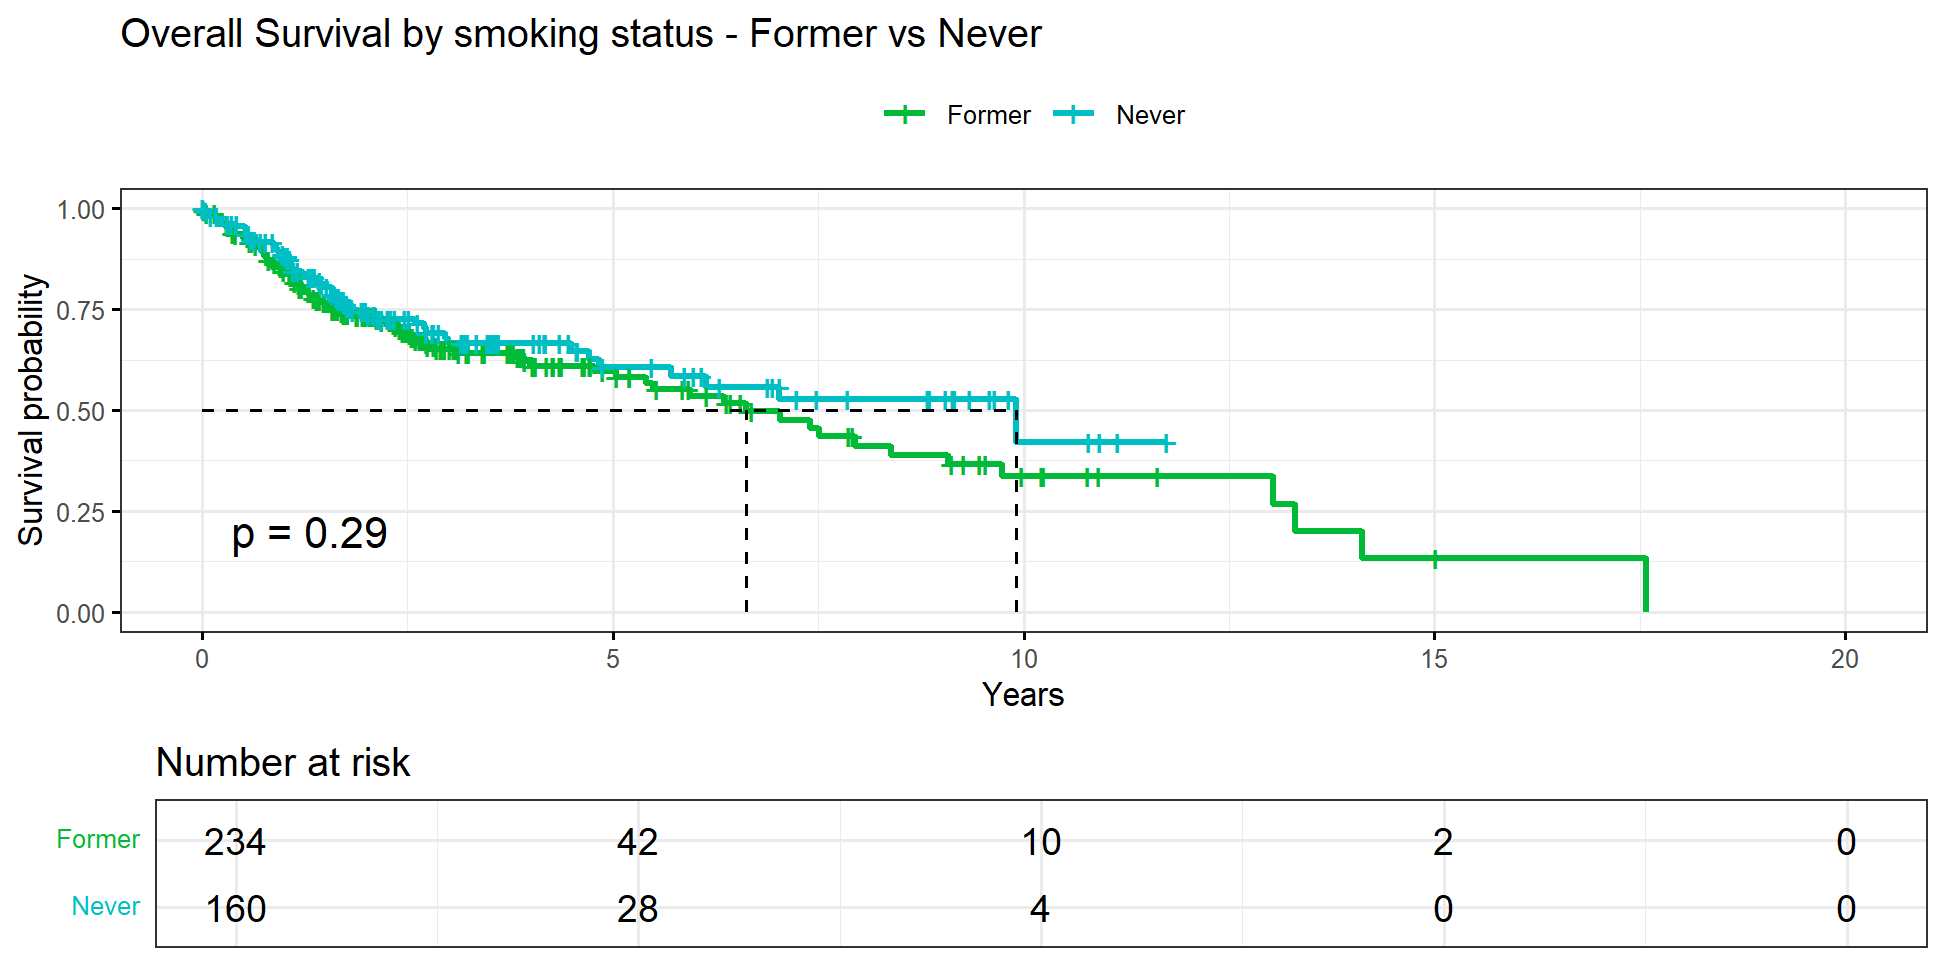 Overall Survival by smoking status - Former vs Never
Former Never
Survival probability
1.00
0.75
0.50
0.25
0.00
p = 0.29
0 5 10 15 20
Years
Number at risk
Former 234 42 10 2 0
Never 160 28 4 0 0